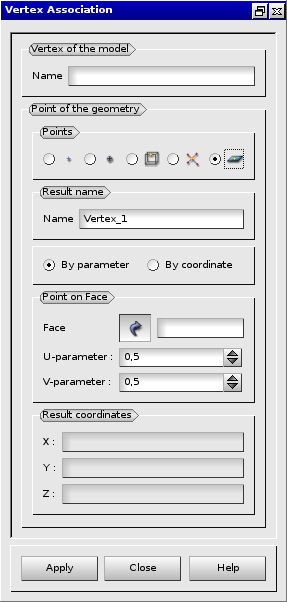 Vertex Association
Vertex of the model
Name
Point of the geometry
Points
Result name
Name Vertex_1
By parameter By coordinate
Point on Face
Face
U-parameter : 0,5
V-parameter : 0,5
Result coordinates
X :
Y :
Z :
Apply Close Help